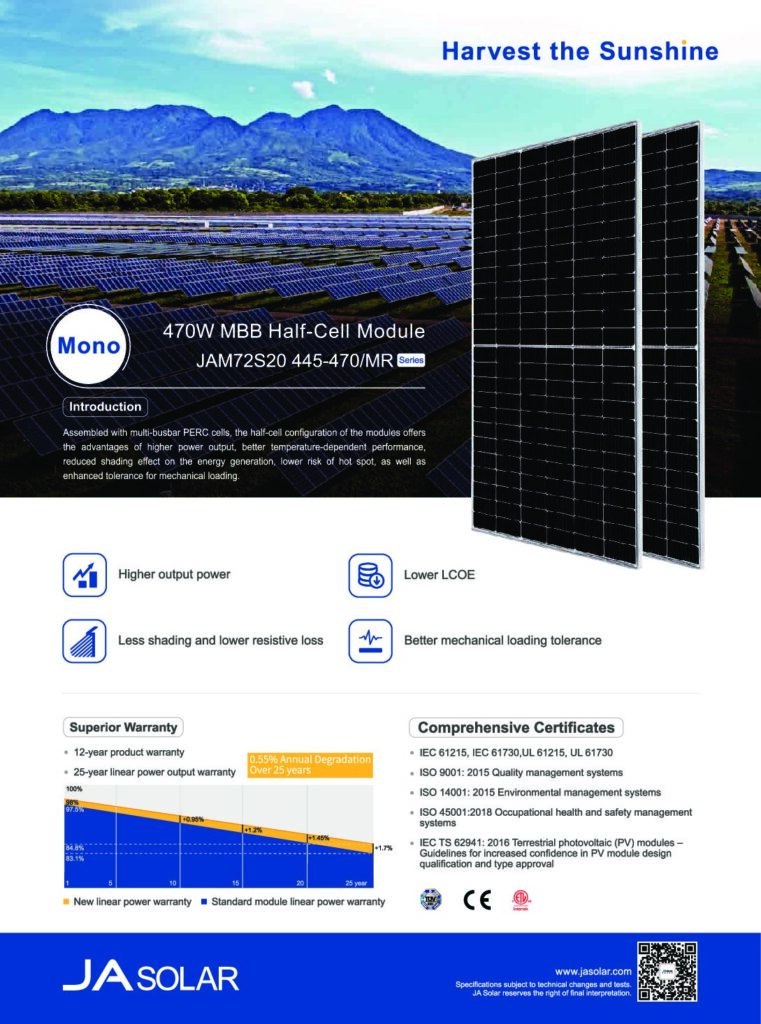 Harvest the Sunshine
Mono
470W MBB Half-Cell Module
JAM72S20 445-470/MR Series
Introduction
Assembled with multi-busbar PERC cells, the half-cell configuration of the modules offers
the advantages of higher power output, better temperature-dependent performance,
reduced shading effect on the energy generation, lower risk of hot spot, as well as
enhanced tolerance for mechanical loading.
Higher output power
Lower LCOE
Less shading and lower resistive loss
Better mechanical loading tolerance
Superior Warranty
12-year product warranty
25-year linear power output warranty
0.55% Annual Degradation
Over 25 years
100%
98%
97.5%
+0.95%
+1.2%
+1.45%
+1.7%
84.8%
83.1%
1 5 10 15 20 25 year
New linear power warranty
Standard module linear power warranty
Comprehensive Certificates
IEC 61215, IEC 61730,UL 61215, UL 61730
ISO 9001: 2015 Quality management systems
ISO 14001: 2015 Environmental management systems
ISO 45001:2018 Occupational health and safety management
systems
IEC TS 62941: 2016 Terrestrial photovoltaic (PV) modules –
Guidelines for increased confidence in PV module design
qualification and type approval
TÜV
CE
Intertek
JA SOLAR
www.jasolar.com
Specifications subject to technical changes and tests.
JA Solar reserves the right of final interpretation.